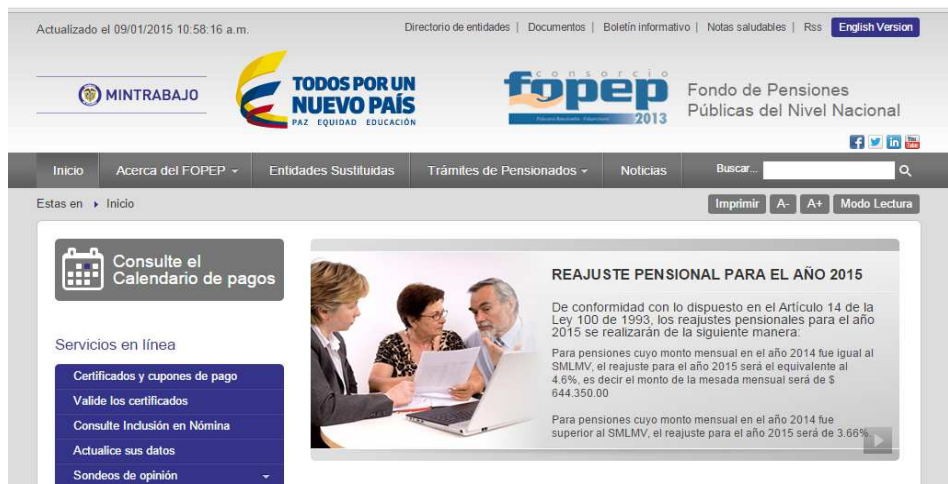 Actualizado el 09/01/2015 10:58:16 a.m.
Directorio de entidades | Documentos | Boletín informativo | Notas saludables | Rss English Version
MINTRABAJO
TODOS POR UN
NUEVO PAÍS
PAZ EQUIDAD EDUCACIÓN
consorcio
fopep
2013
Fondo de Pensiones
Públicas del Nivel Nacional
You
Tube
Inicio Acerca del FOPEP Entidades Sustituidas Trámites de Pensionados Noticias Buscar...
Estas en Inicio
Imprimir A- A+ Modo Lectura
Consulte el
Calendario de pagos
Servicios en línea
Certificados y cupones de pago
Valide los certificados
Consulte Inclusión en Nómina
Actualice sus datos
Sondeos de opinión
REAJUSTE PENSIONAL PARA EL AÑO 2015
De conformidad con lo dispuesto en el Artículo 14 de la
Ley 100 de 1993, los reajustes pensionales para el año
2015 se realizarán de la siguiente manera:
Para pensiones cuyo monto mensual en el año 2014 fue igual al
SMLMV, el reajuste para el año 2015 será el equivalente al
4.6%, es decir el monto de la mesada mensual será de $
644.350.00
Para pensiones cuyo monto mensual en el año 2014 fue
superior al SMLMV, el reajuste para el año 2015 será de 3.66%.